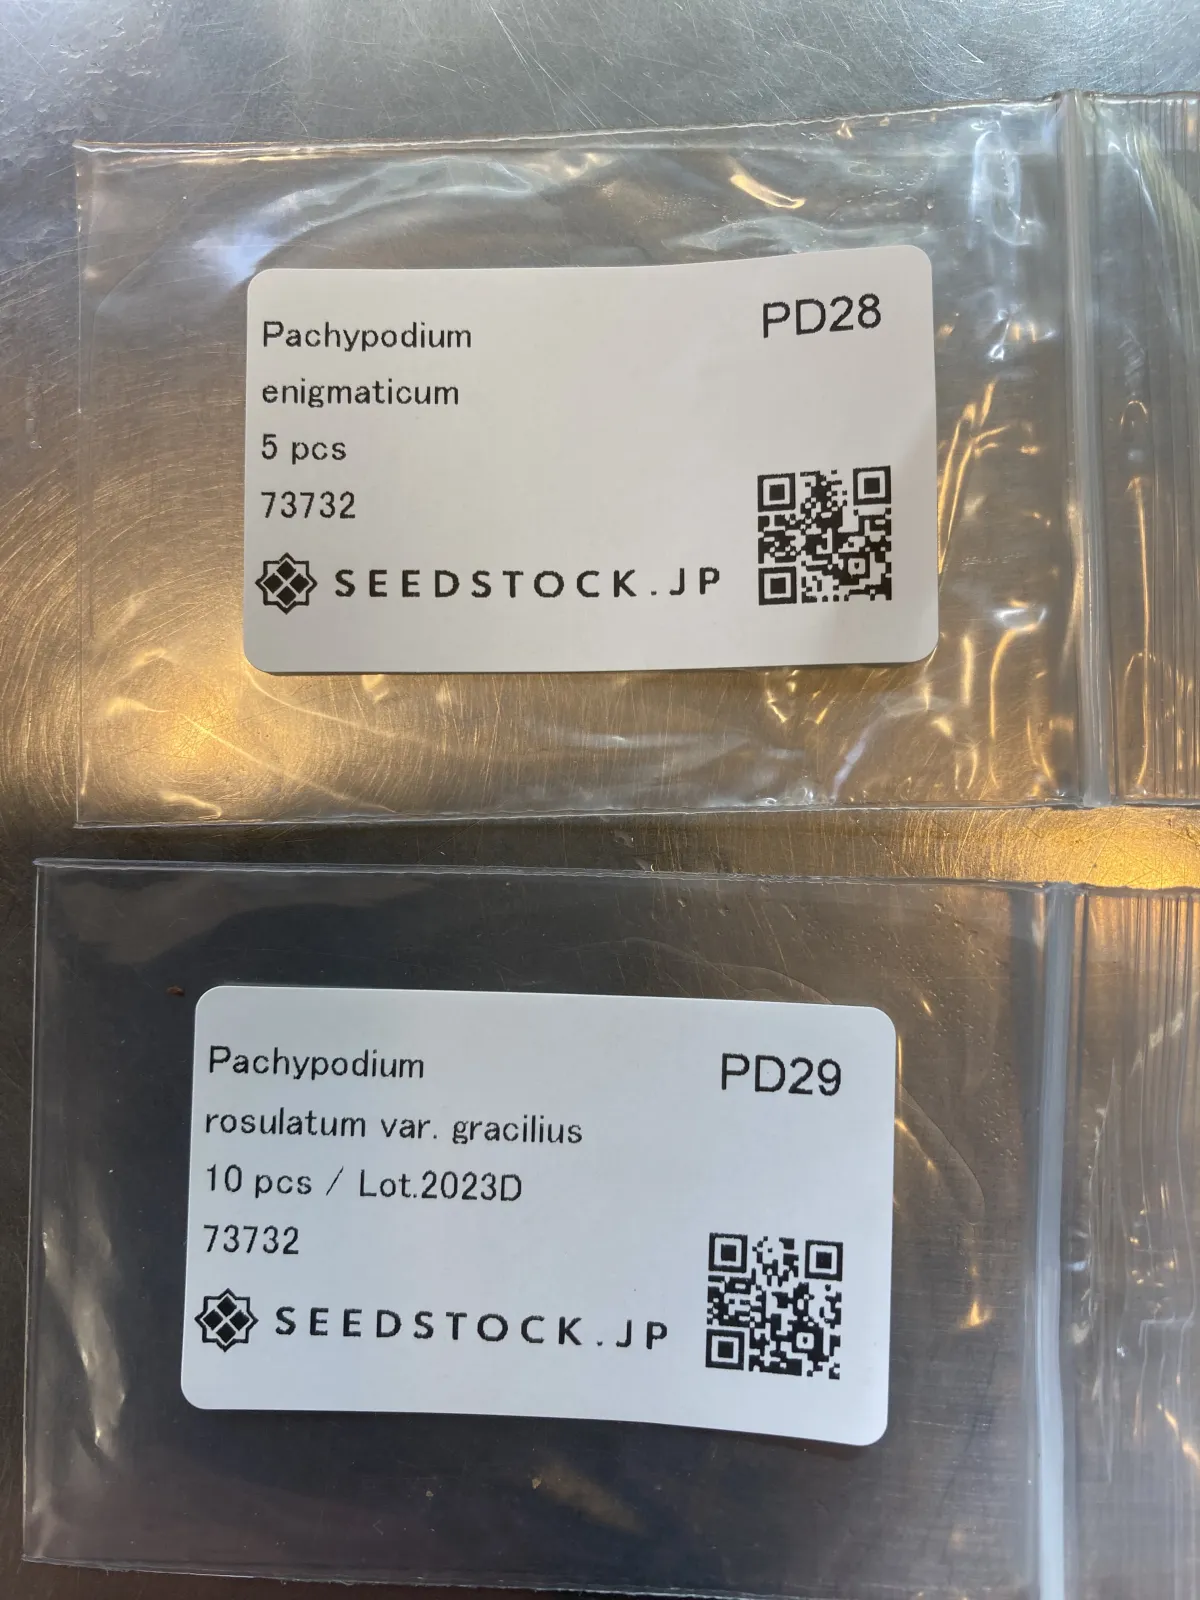 PD28
Pachypodium
enigmaticum
5 pcs
73732
SEEDSTOCK.JP
PD29
Pachypodium
rosulatum var. gracilius
10 pcs / Lot.2023D
73732
SEEDSTOCK.JP